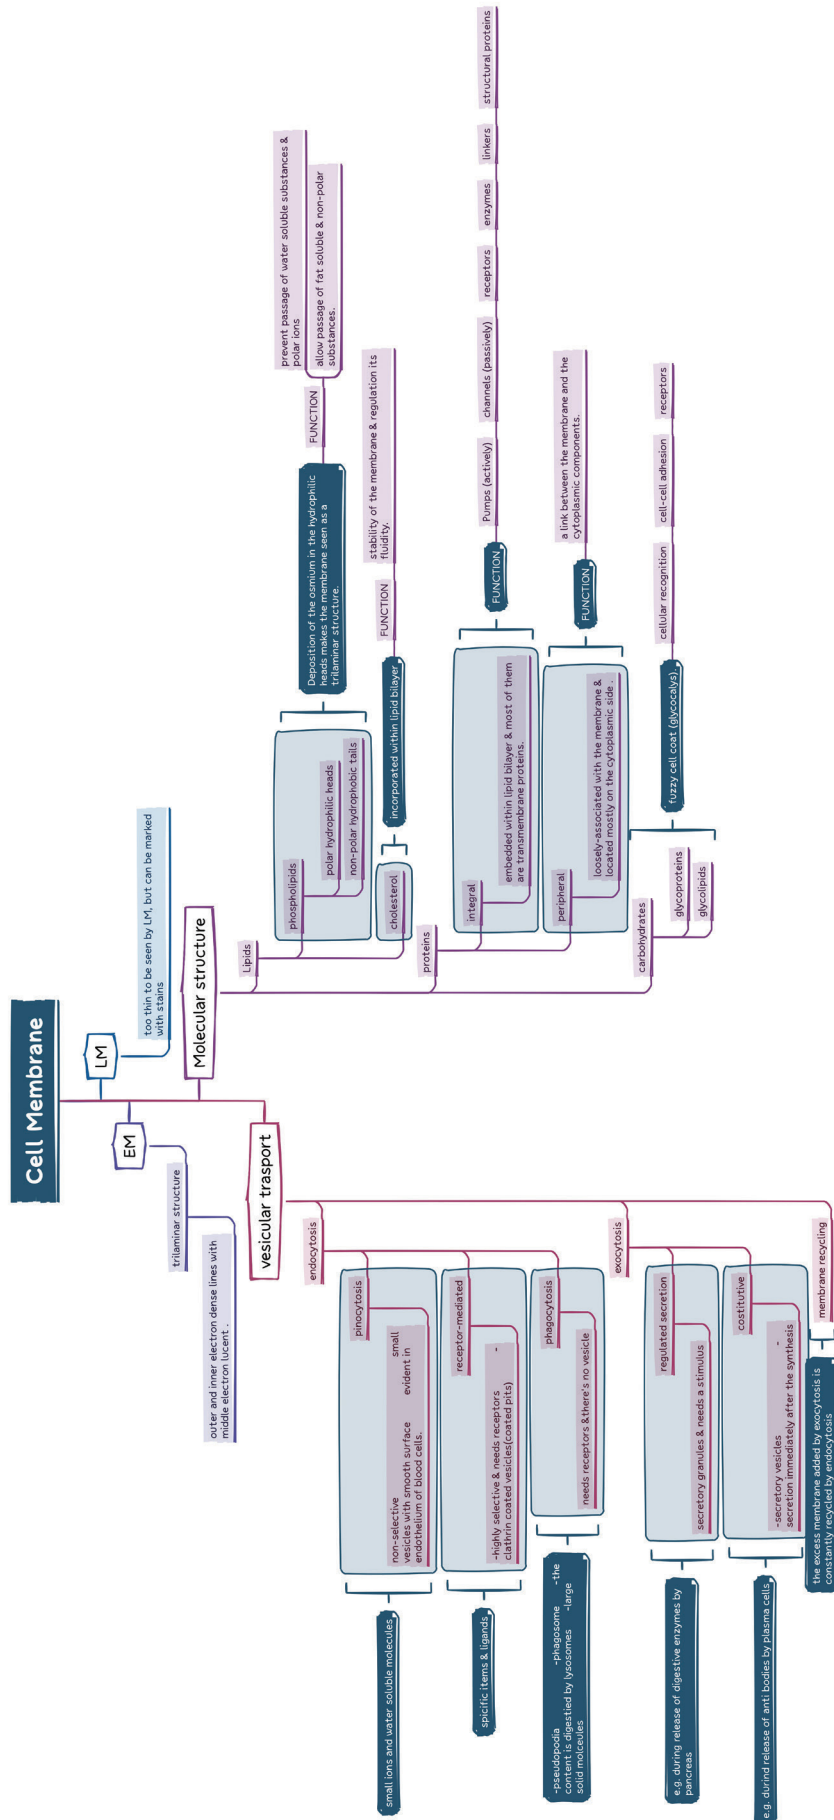 Cell Membrane
LM
too thin to be seen by LM, but can be marked
with stains
EM
trilaminar structure
outer and inner electron dense lines with
middle electron lucent .
Molecular structure
Lipids
phospholipids
polar hydrophilic heads
non-polar hydrophobic tails
Deposition of the osmium in the hydrophilic
heads makes the membrane seen as a
trilaminar structure.
FUNCTION
prevent passage of water soluble substances &
polar ions
allow passage of fat soluble & non-polar
substances.
cholesterol
incorporated within lipid bilayer
FUNCTION
stability of the membrane & regulation its
fluidity.
proteins
integral
embedded within lipid bilayer & most of them
are transmembrane proteins.
FUNCTION
Pumps (actively)
channels (passively)
receptors
enzymes
linkers
structural proteins
peripheral
loosely-associated with the membrane &
located mostly on the cytoplasmic side .
FUNCTION
a link between the membrane and the
cytoplasmic components.
carbohydrates
glycoproteins
glycolipids
fuzzy cell coat (glycocalys).
cellular recognition
cell-cell adhesion
receptors
vesicular trasport
endocytosis
pinocytosis
non-selective small
vesicles with smooth surface evident in
endothelium of blood cells.
small ions and water soluble molecules
receptor-mediated
-highly selective & needs receptors -
clathrin coated vesicles(coated pits)
spicific items & ligands
phagocytosis
needs receptors &there's no vesicle
-pseudopodia -phagosome -the
content is digestied by lysosomes -large
solid molceules
exocytosis
regulated secretion
secretory granules & needs a stimulus
e.g. during release of digestive enzymes by
pancreas
costitutive
-secretory vesicles -
secretion immediately after the synthesis
e.g. durind release of anti bodies by plasma cells
membrane recycling
the excess membrane added by exocytosis is
constantly recycled by endocytosis